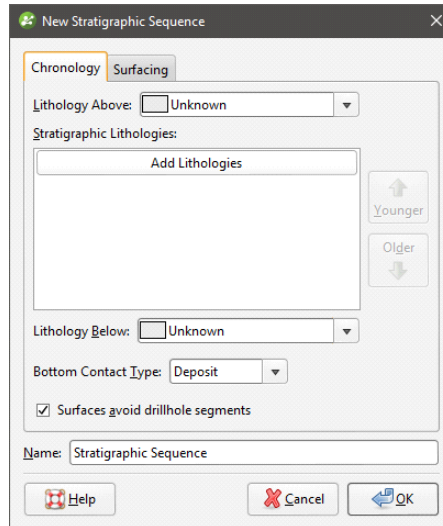 New Stratigraphic Sequence
Chronology Surfacing
Lithology Above: Unknown
Stratigraphic Lithologies:
Add Lithologies
Younger
Older
Lithology Below: Unknown
Bottom Contact Type: Deposit
Surfaces avoid drillhole segments
Name: Stratigraphic Sequence
Help Cancel OK